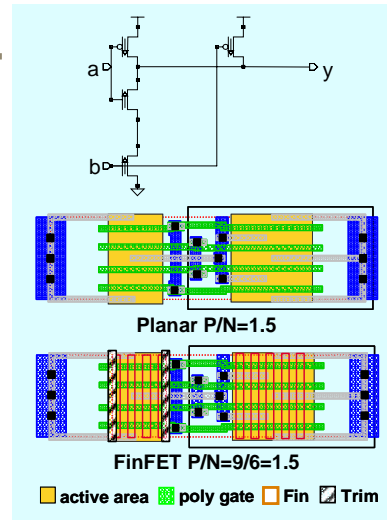 a
y
b
Planar P/N=1.5
FinFET P/N=9/6=1.5
active area poly gate Fin Trim